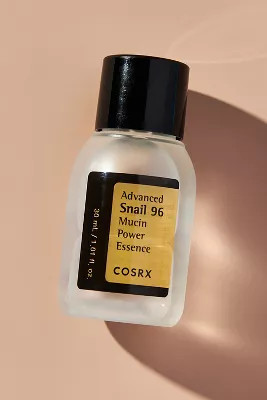 Advanced
Snail 96
Mucin
Power
Essence
COSRX
30 ml. / 1.01 fl. oz.